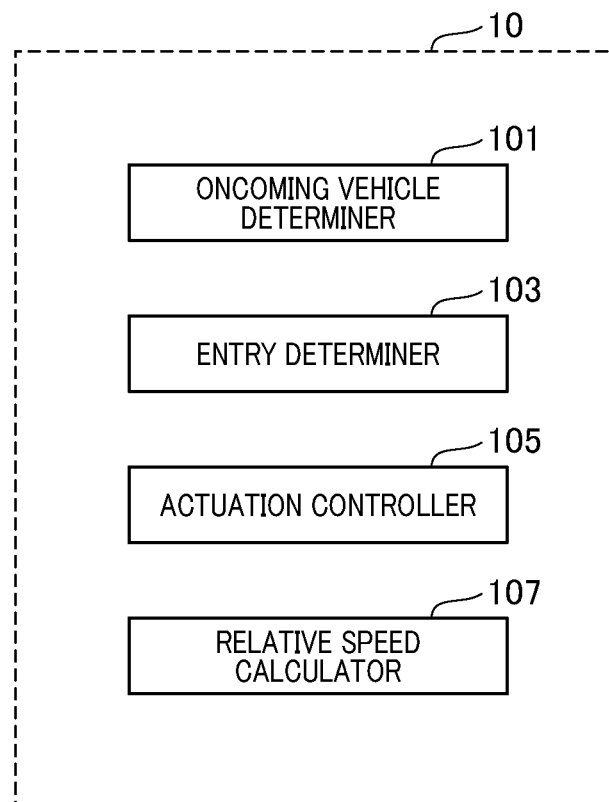 10
101
ONCOMING VEHICLE
DETERMINER
103
ENTRY DETERMINER
105
ACTUATION CONTROLLER
107
RELATIVE SPEED
CALCULATOR